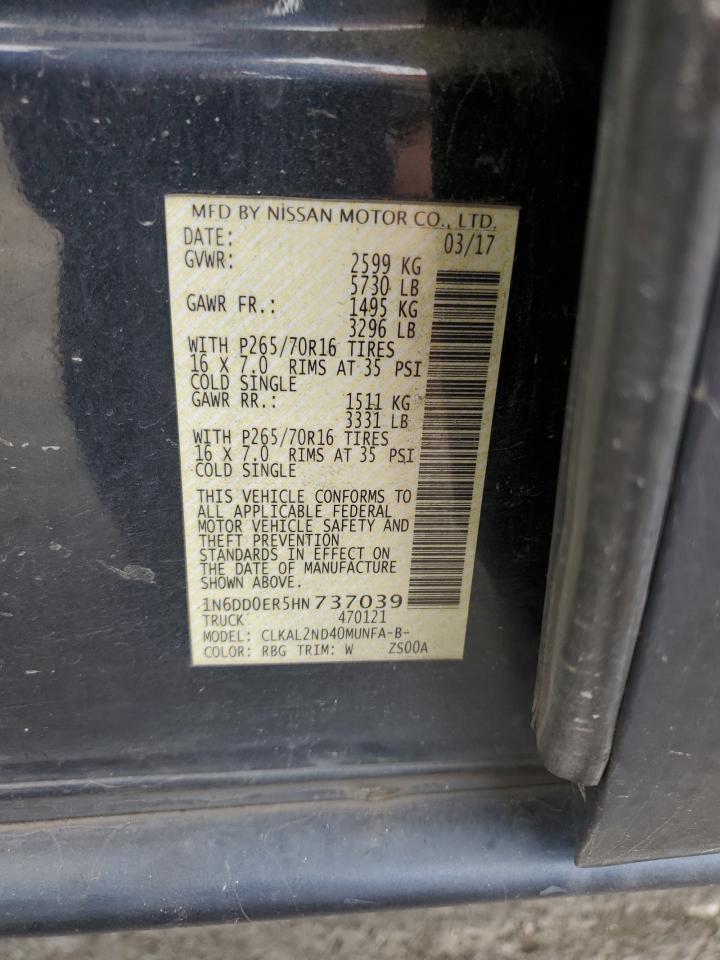 MFD BY NISSAN MOTOR CO., LTD.
DATE: 03/17
GVWR: 2599 KG
5730 LB
GAWR FR.: 1495 KG
3296 LB
WITH P265/70R16 TIRES
16 X 7.0 RIMS AT 35 PSI
COLD SINGLE
GAWR RR.: 1511 KG
3331 LB
WITH P265/70R16 TIRES
16 X 7.0 RIMS AT 35 PSI
COLD SINGLE
THIS VEHICLE CONFORMS TO
ALL APPLICABLE FEDERAL
MOTOR VEHICLE SAFETY AND
THEFT PREVENTION
STANDARDS IN EFFECT ON
THE DATE OF MANUFACTURE
SHOWN ABOVE.
1N6DD0ER5HN737039
TRUCK 470121
MODEL: CLKAL2ND40MUNFA-B-
COLOR: RBG TRIM: W ZS00A